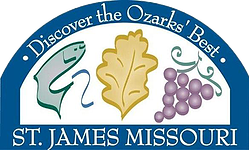 · Discover the Ozarks' Best ·
ST. JAMES MISSOURI